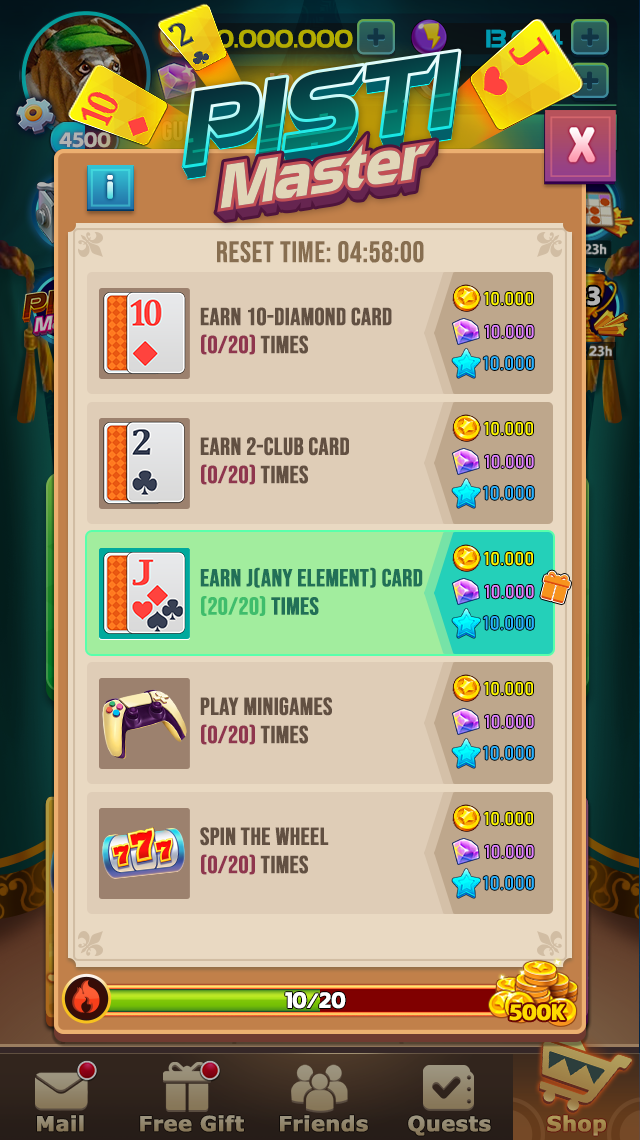 2
0.000.000
10
J
4500
PISTI
Master
X
i
RESET TIME: 04:58:00
23h
10
EARN 10-DIAMOND CARD
(0/20) TIMES
10.000
10.000
10.000
3
23h
2
EARN 2-CLUB CARD
(0/20) TIMES
10.000
10.000
10.000
J
EARN J(ANY ELEMENT) CARD
(20/20) TIMES
10.000
10.000
10.000
PLAY MINIGAMES
(0/20) TIMES
10.000
10.000
10.000
777
SPIN THE WHEEL
(0/20) TIMES
10.000
10.000
10.000
10/20
500K
Mail
Free Gift
Friends
Quests
Shop